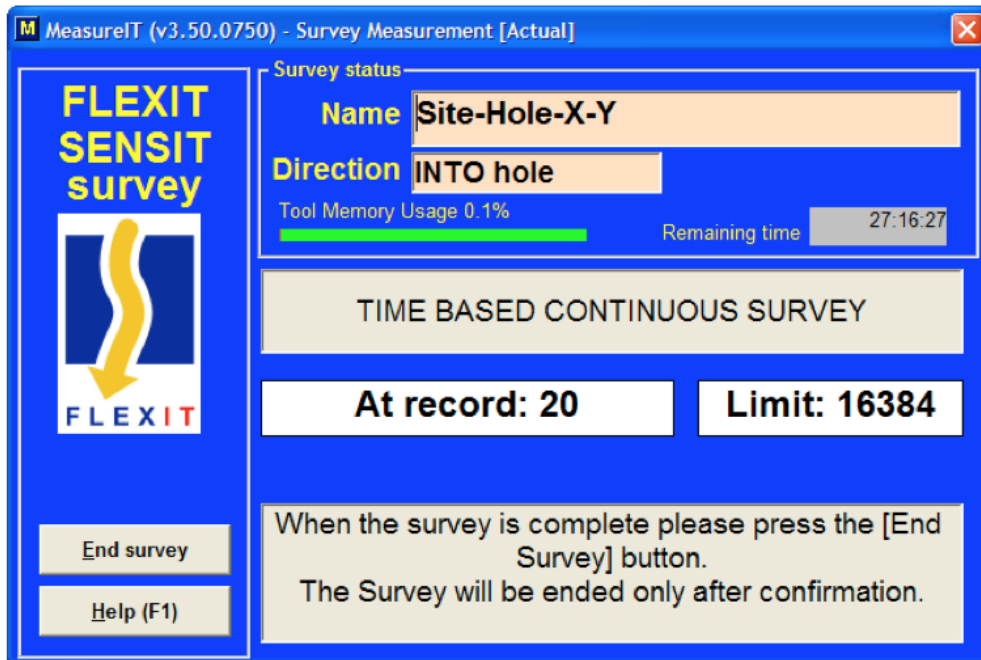 M MeasureIT (v3.50.0750) - Survey Measurement [Actual]
FLEXIT
SENSIT
survey
FLEXIT
End survey
Help (F1)
Survey status
Name Site-Hole-X-Y
Direction INTO hole
Tool Memory Usage 0.1%
Remaining time 27:16:27
TIME BASED CONTINUOUS SURVEY
At record: 20 Limit: 16384
When the survey is complete please press the [End
Survey] button.
The Survey will be ended only after confirmation.